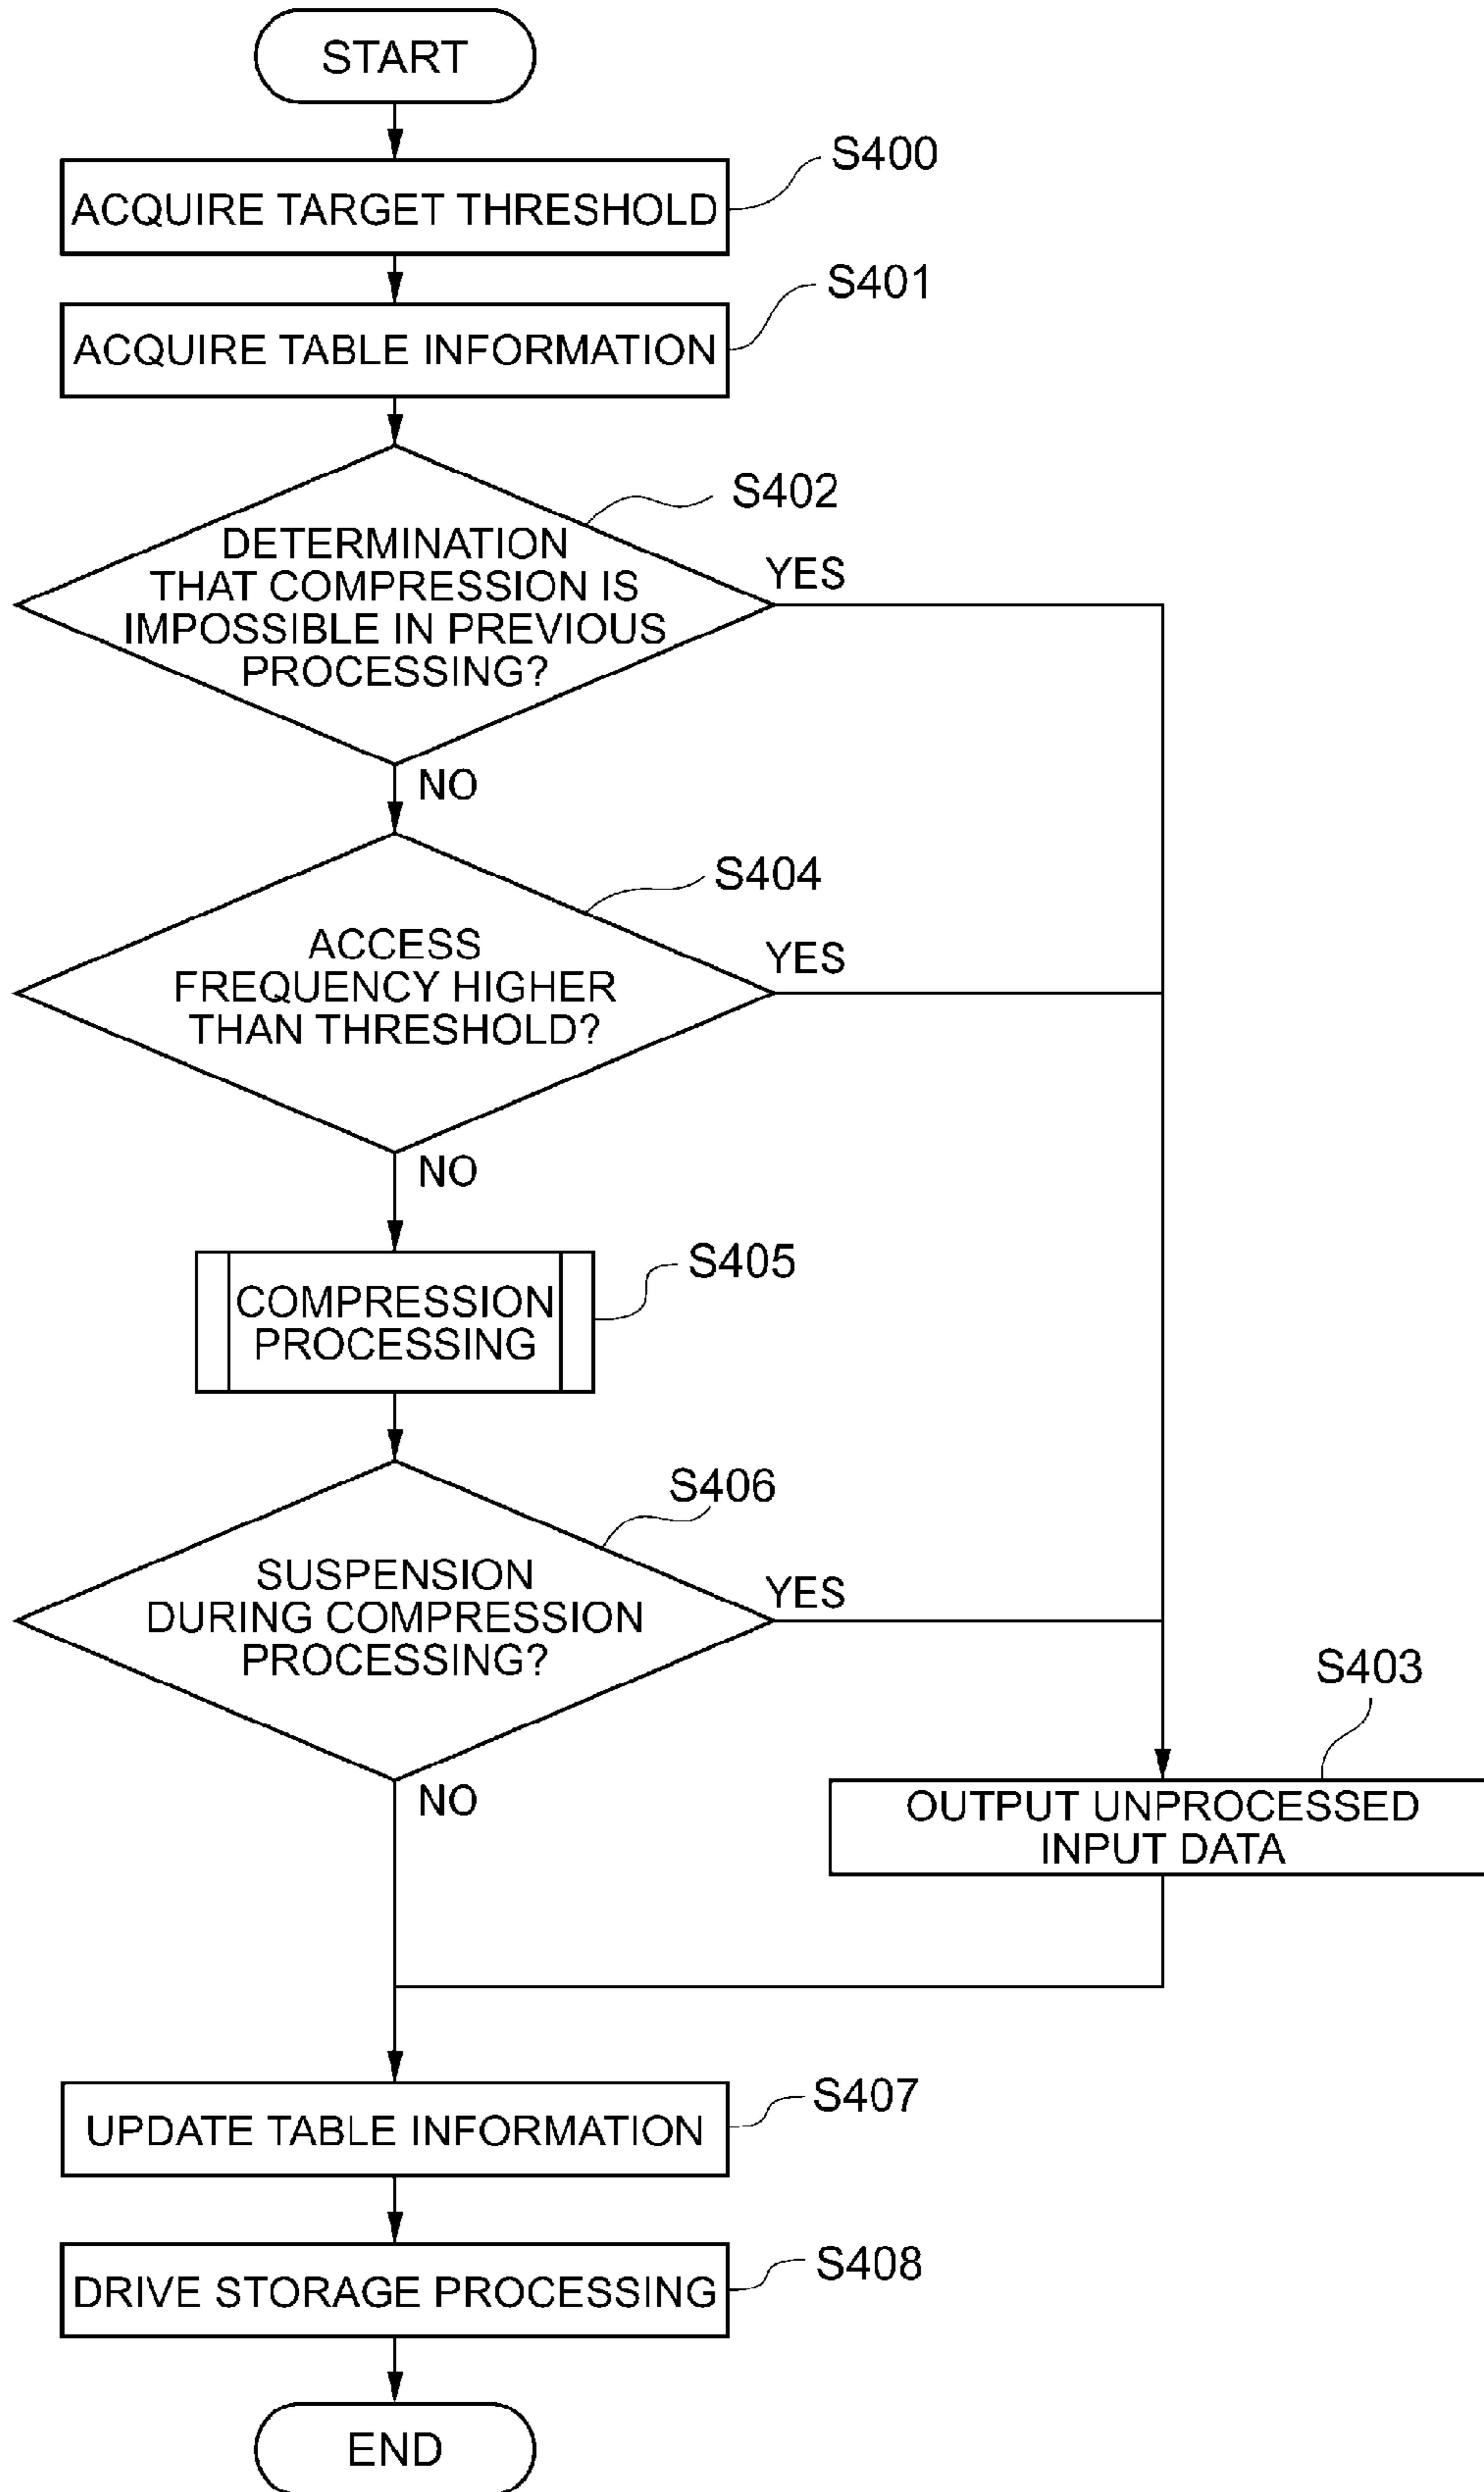 START
S400
ACQUIRE TARGET THRESHOLD
S401
ACQUIRE TABLE INFORMATION
S402
DETERMINATION
THAT COMPRESSION IS
IMPOSSIBLE IN PREVIOUS
PROCESSING?
YES
NO
S404
ACCESS
FREQUENCY HIGHER
THAN THRESHOLD?
YES
NO
S405
COMPRESSION
PROCESSING
S406
SUSPENSION
DURING COMPRESSION
PROCESSING?
YES
NO
S403
OUTPUT UNPROCESSED
INPUT DATA
S407
UPDATE TABLE INFORMATION
S408
DRIVE STORAGE PROCESSING
END